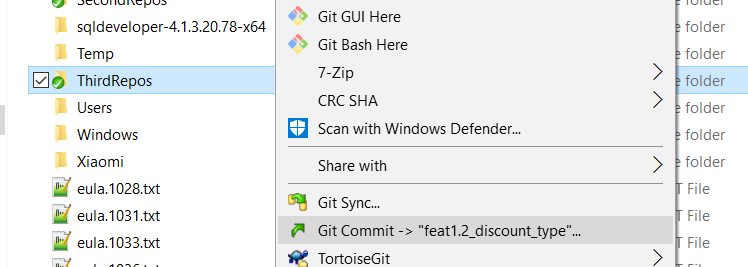 SecondRepos
sqldeveloper-4.1.3.20.78-x64
Temp
ThirdRepos
Users
Windows
Xiaomi
eula.1028.txt
eula.1031.txt
eula.1033.txt
Git GUI Here
Git Bash Here
7-Zip
CRC SHA
Scan with Windows Defender...
Share with
Git Sync...
Git Commit -> "feat1.2_discount_type"...
TortoiseGit
e folder
e folder
e folder
e folder
e folder
e folder
e folder
T File
T File
T File